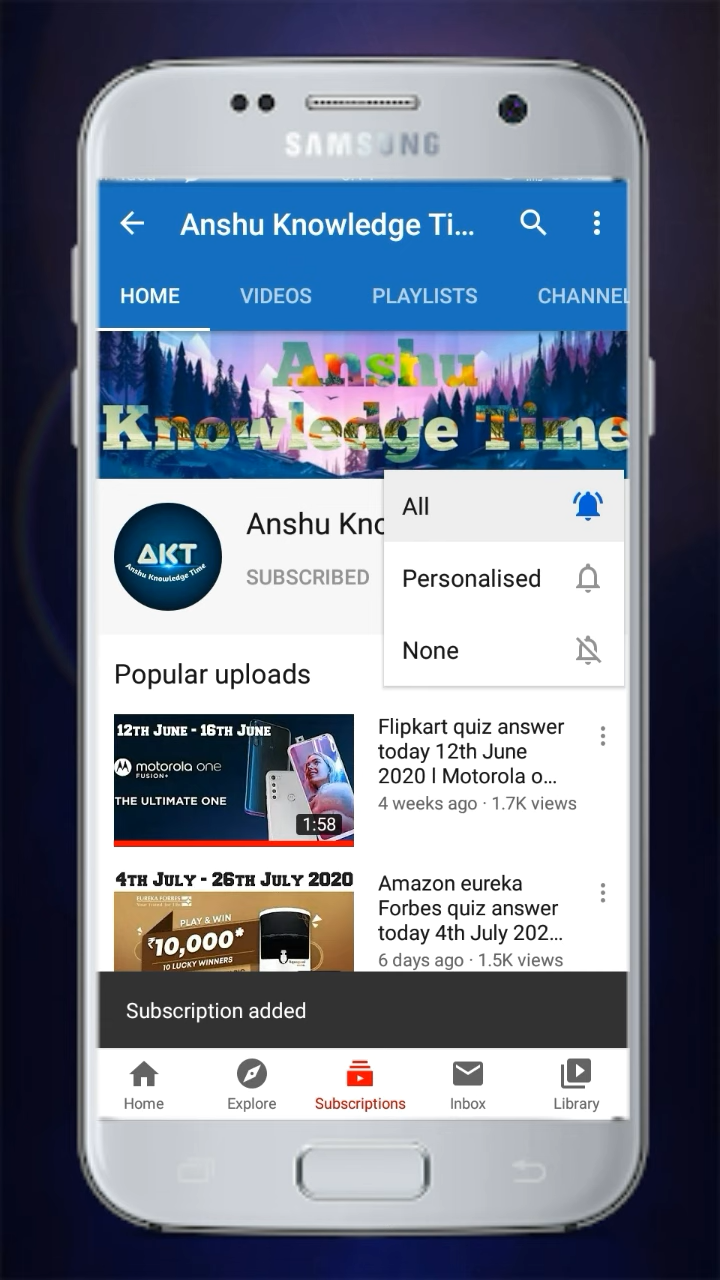 SAMSUNG
Anshu Knowledge Ti...
HOME VIDEOS PLAYLISTS CHANNEL
Anshu
Knowledge Time
All
Anshu Kno
AKT
Anshu Knowledge Time
SUBSCRIBED
Personalised
None
Popular uploads
12TH JUNE - 16TH JUNE
motorola one
FUSION+
THE ULTIMATE ONE
1:58
Flipkart quiz answer
today 12th June
2020 l Motorola o...
4 weeks ago · 1.7K views
4TH JULY - 26TH JULY 2020
EUREKA FORBES
PLAY & WIN
₹10,000*
10 LUCKY WINNERS
Amazon eureka
Forbes quiz answer
today 4th July 202...
6 days ago · 1.5K views
Subscription added
Home Explore Subscriptions Inbox Library